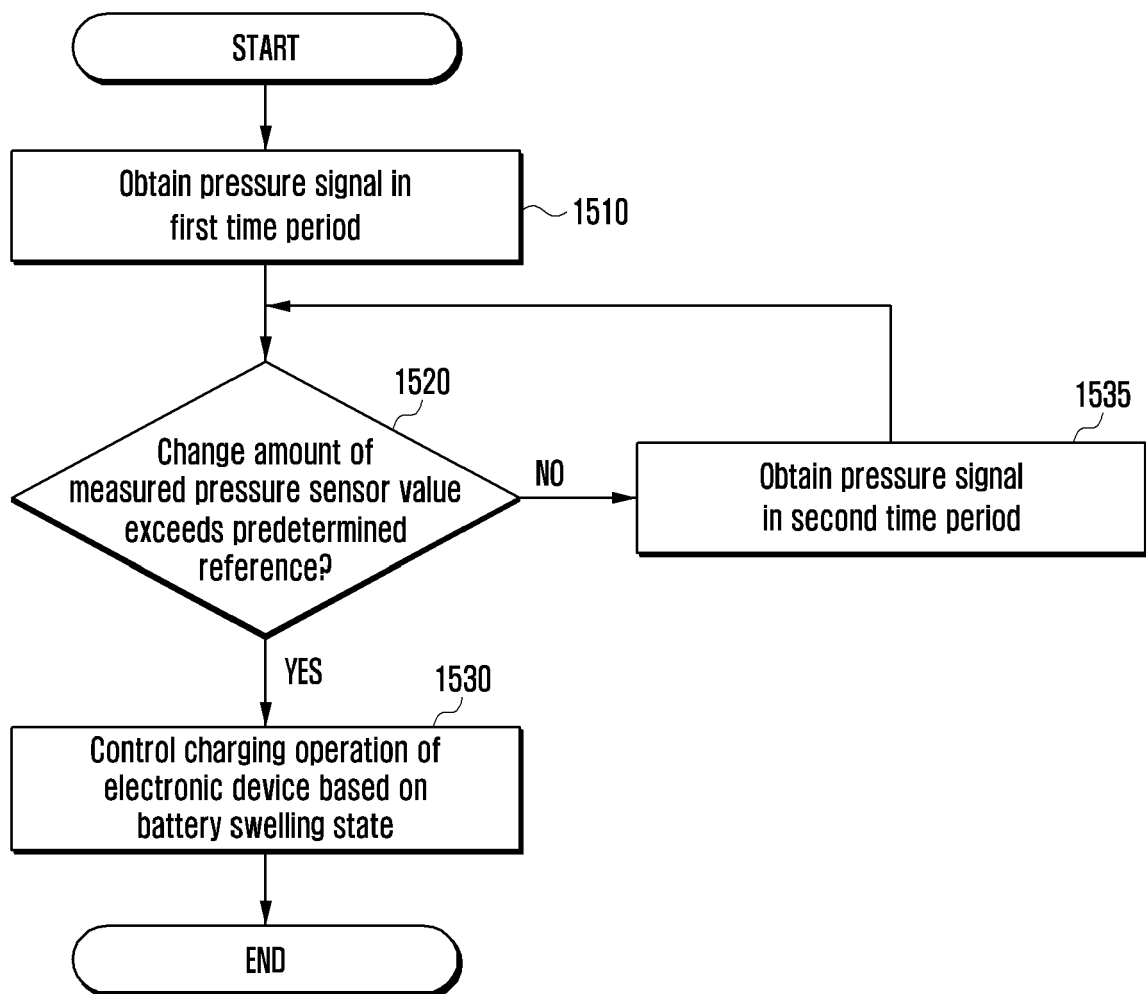 START
Obtain pressure signal in
first time period
1510
1520
Change amount of
measured pressure sensor value
exceeds predetermined
reference?
NO
1535
Obtain pressure signal
in second time period
YES
1530
Control charging operation of
electronic device based on
battery swelling state
END